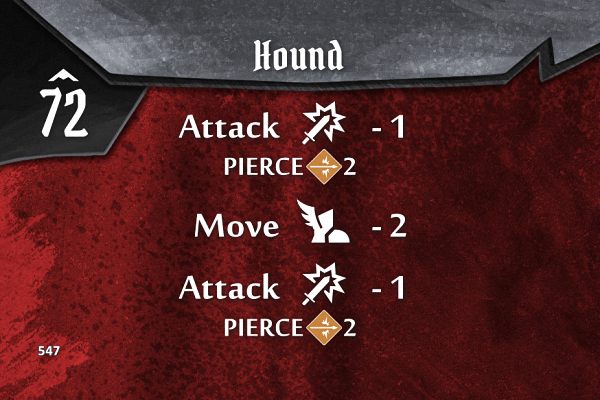 Hound
72
Attack - 1
PIERCE 2
Move - 2
Attack - 1
PIERCE 2
547